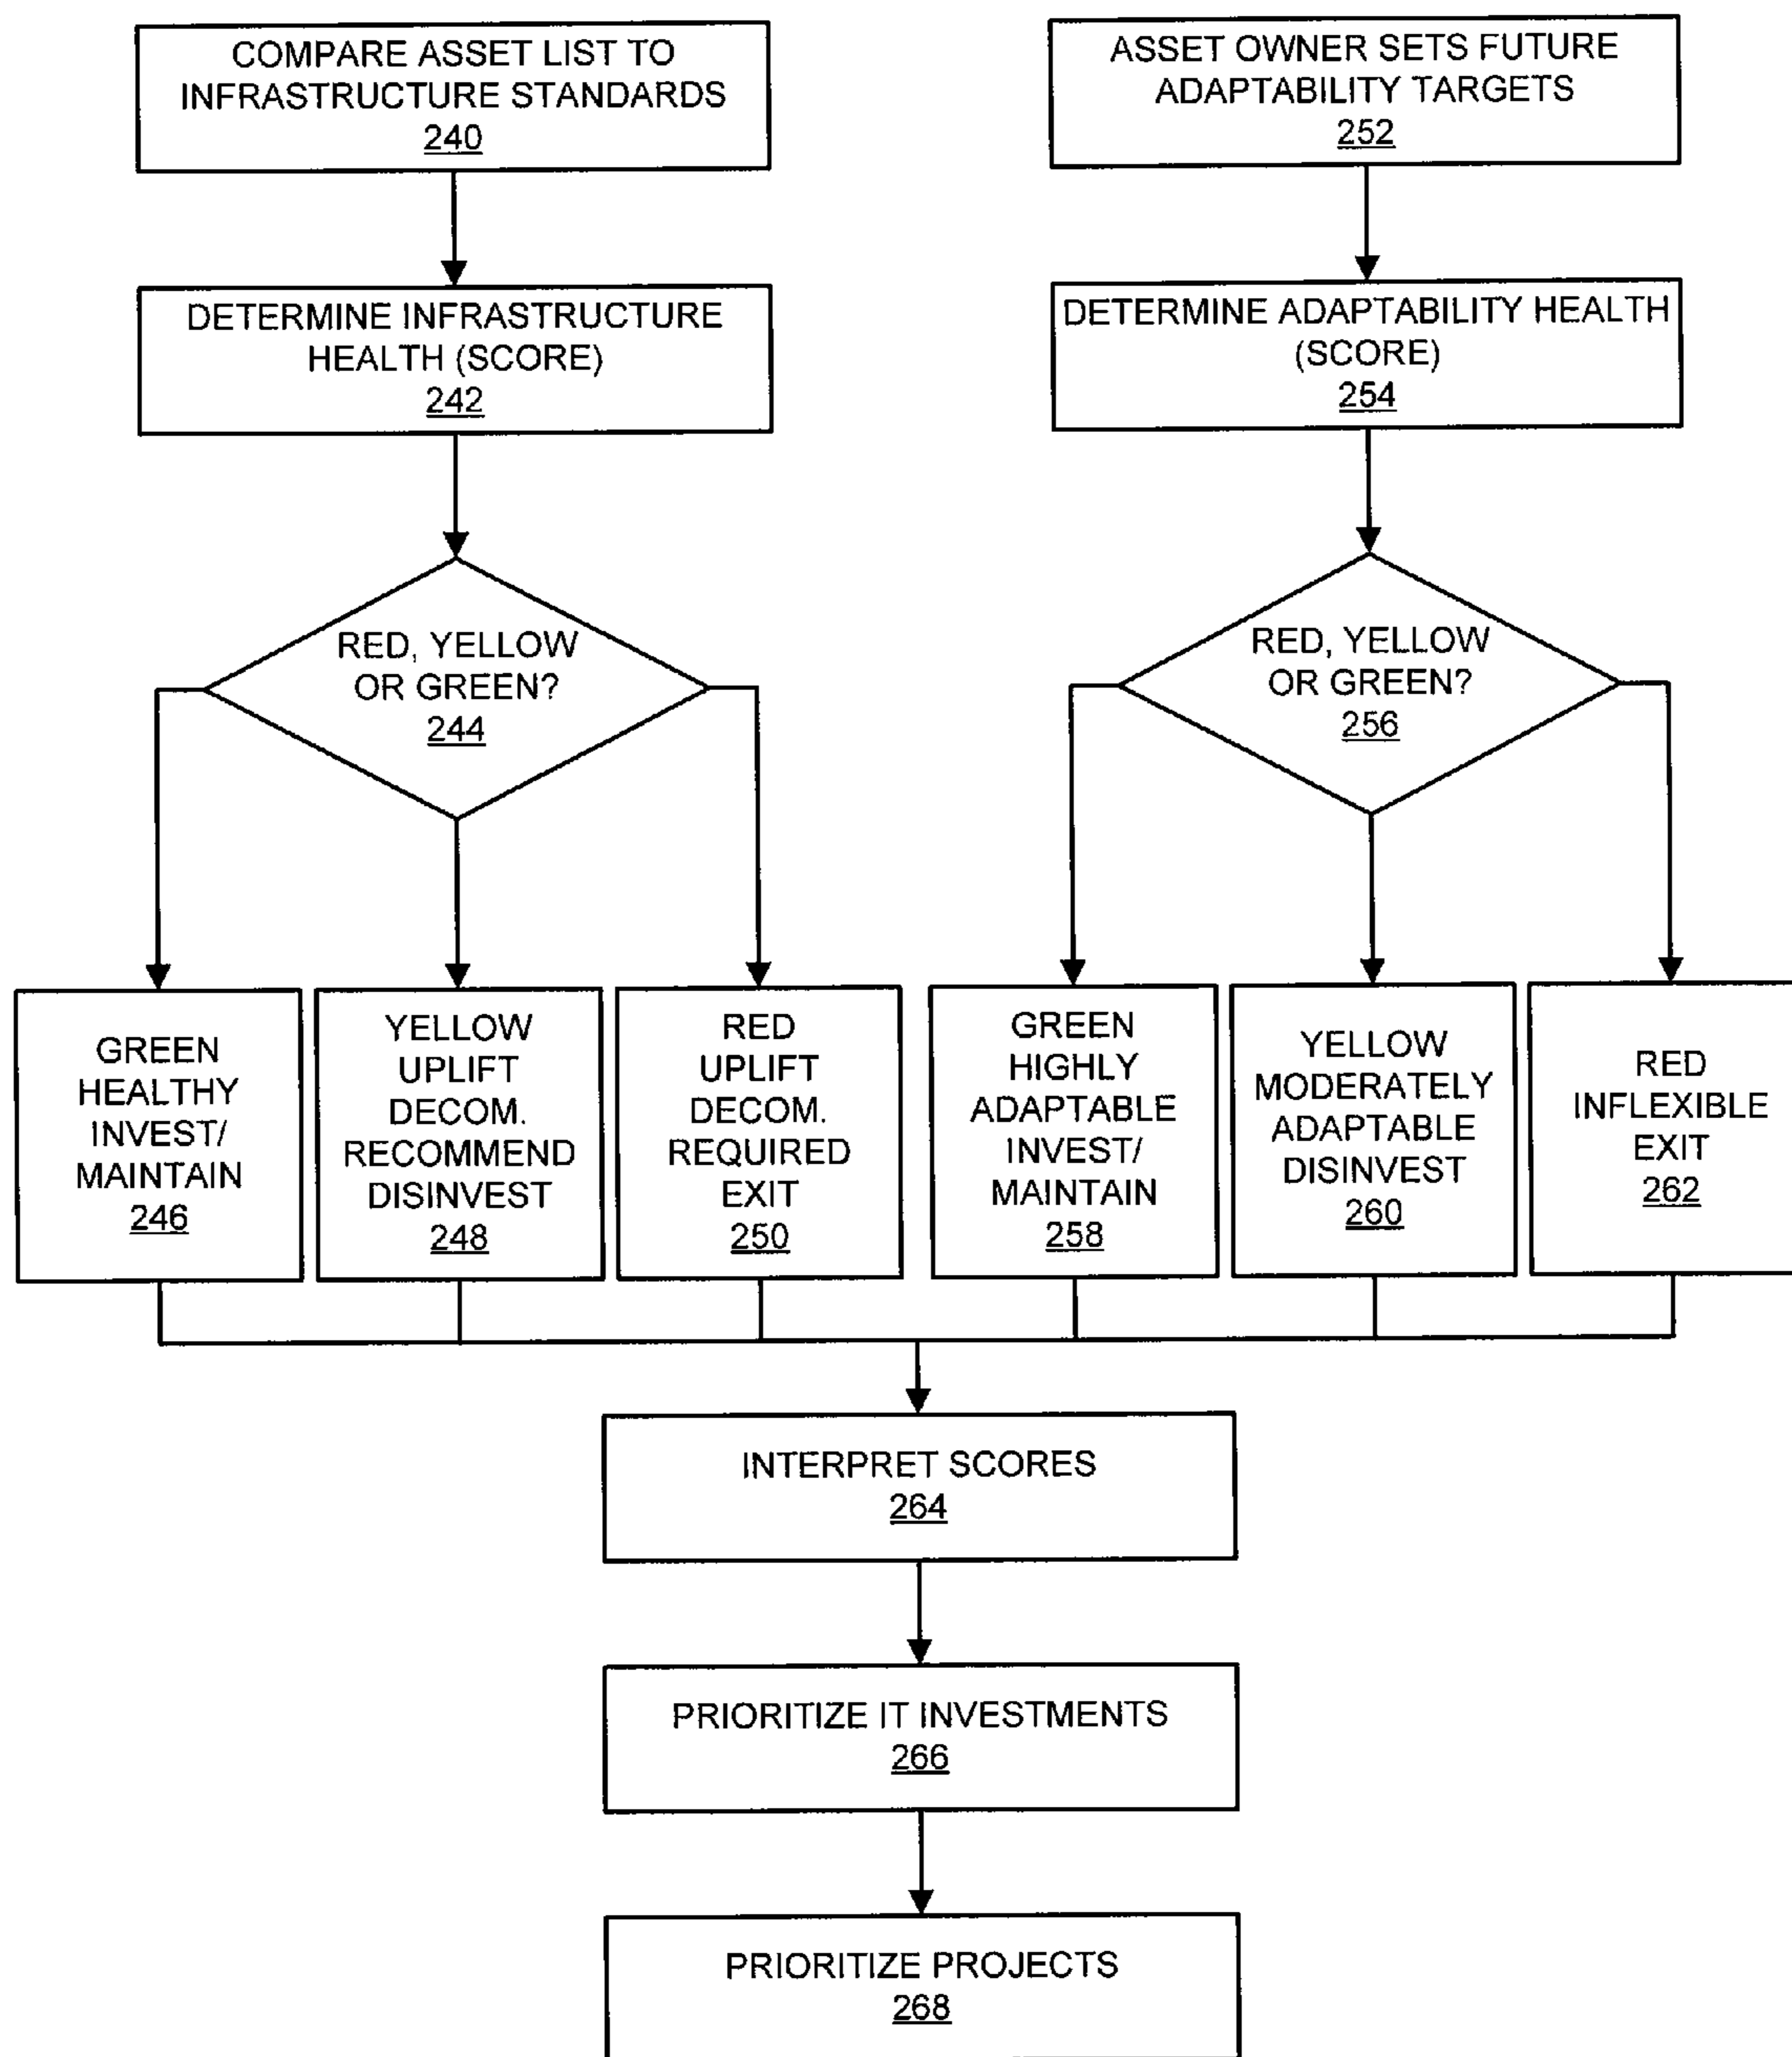 COMPARE ASSET LIST TO
INFRASTRUCTURE STANDARDS
240
ASSET OWNER SETS FUTURE
ADAPTABILITY TARGETS
252
DETERMINE INFRASTRUCTURE
HEALTH (SCORE)
242
DETERMINE ADAPTABILITY HEALTH
(SCORE)
254
RED, YELLOW
OR GREEN?
244
RED, YELLOW
OR GREEN?
256
GREEN
HEALTHY
INVEST/
MAINTAIN
246
YELLOW
UPLIFT
DECOM.
RECOMMEND
DISINVEST
248
RED
UPLIFT
DECOM.
REQUIRED
EXIT
250
GREEN
HIGHLY
ADAPTABLE
INVEST/
MAINTAIN
258
YELLOW
MODERATELY
ADAPTABLE
DISINVEST
260
RED
INFLEXIBLE
EXIT
262
INTERPRET SCORES
264
PRIORITIZE IT INVESTMENTS
266
PRIORITIZE PROJECTS
268